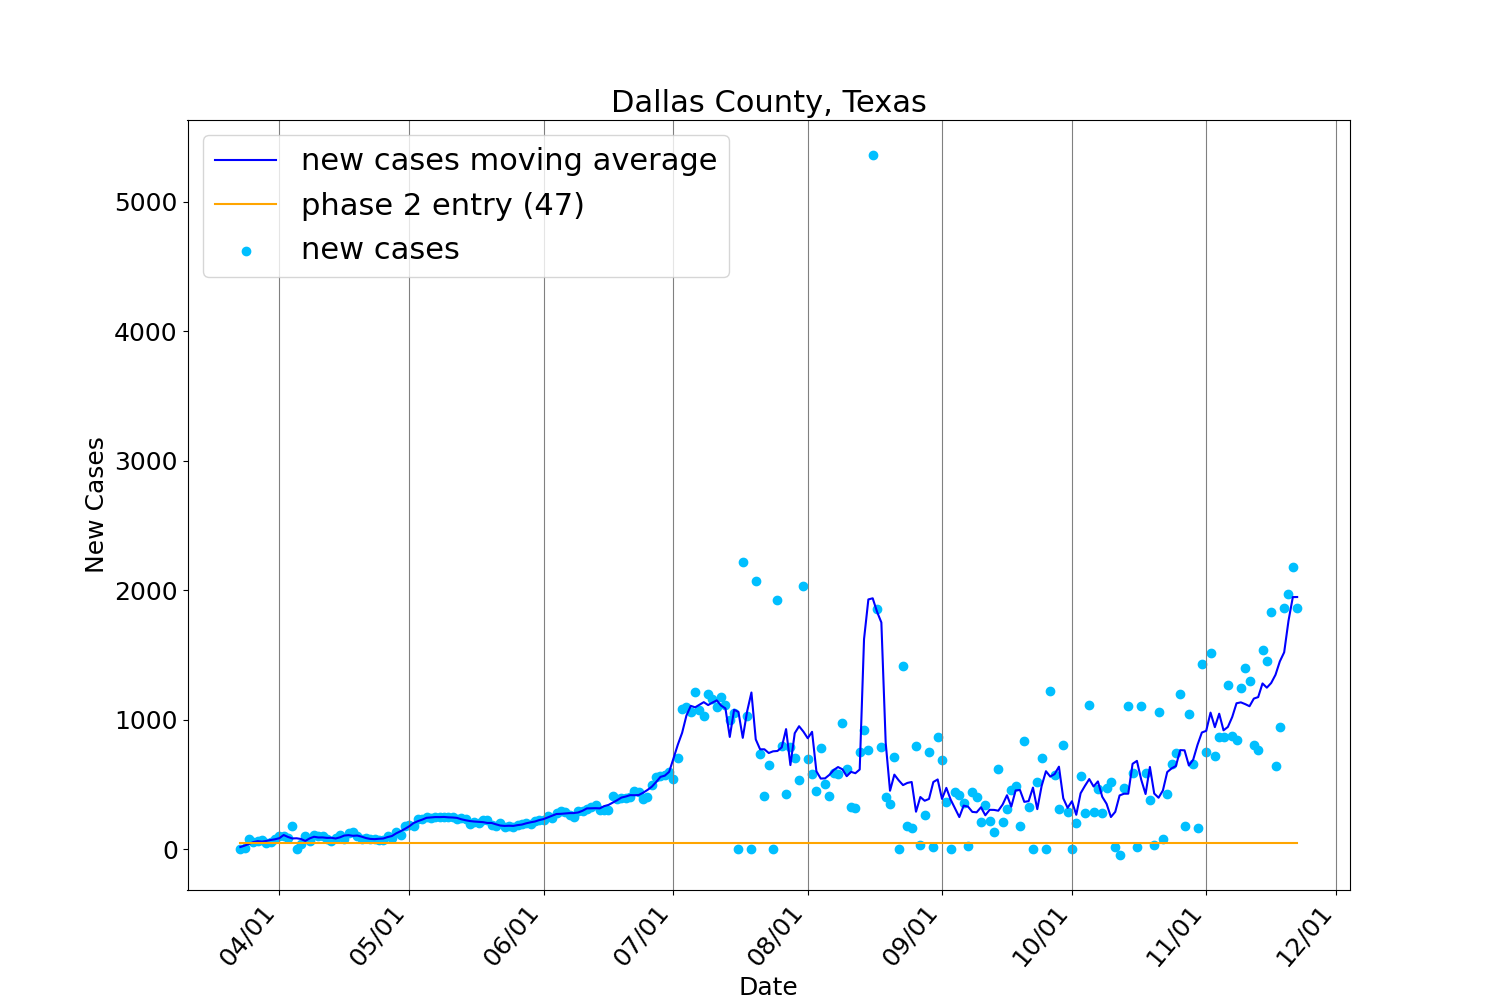 Dallas County, Texas
new cases moving average
phase 2 entry (47)
new cases
New Cases
5000
4000
3000
2000
1000
0
04/01
05/01
06/01
07/01
08/01
09/01
10/01
11/01
12/01
Date